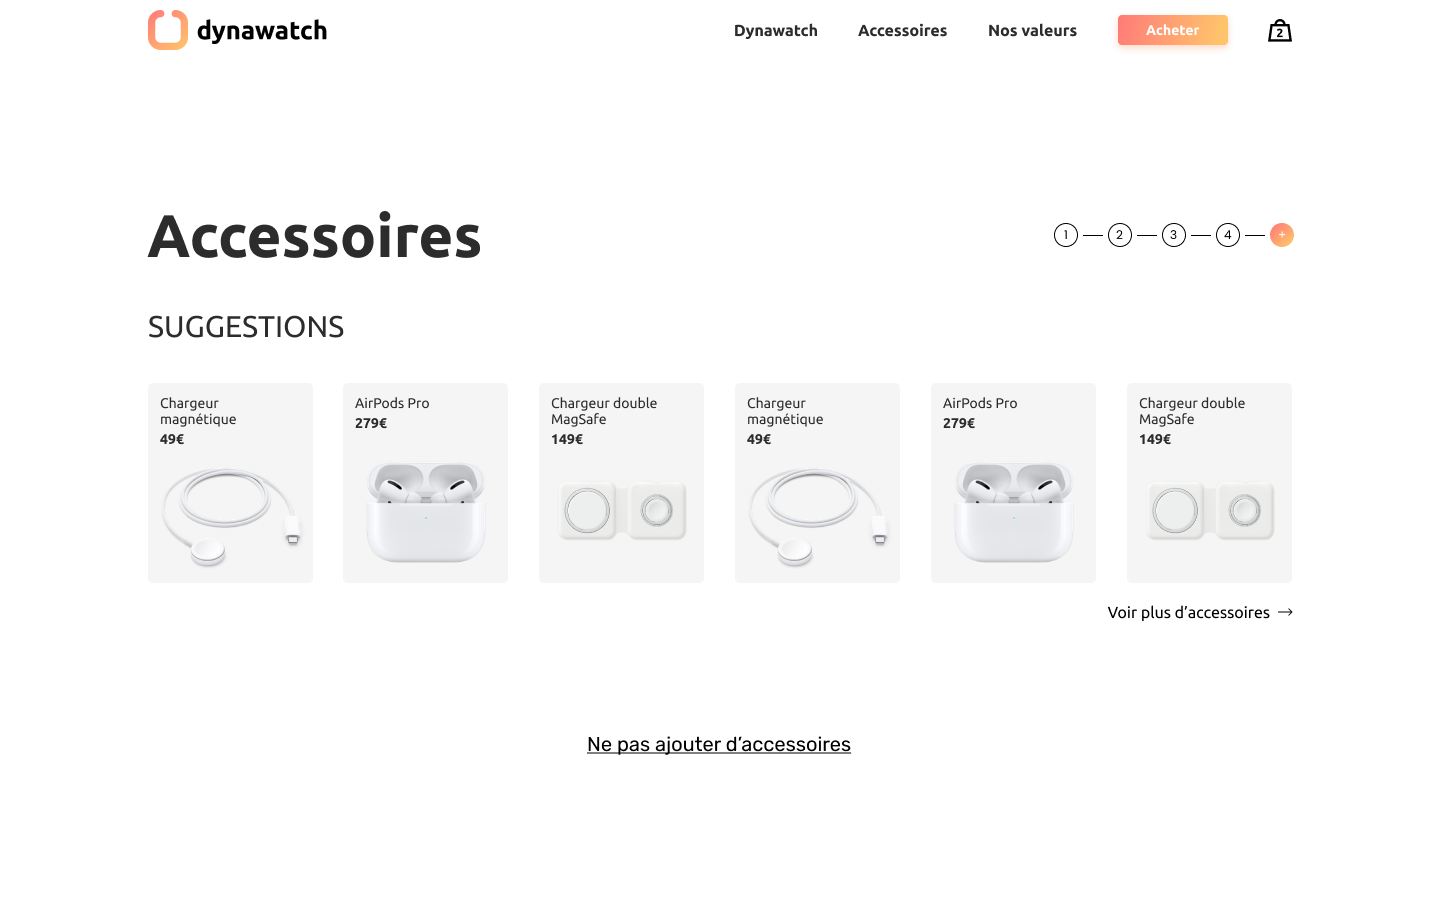 dynawatch
Dynawatch
Accessoires
Nos valeurs
Acheter
2
Accessoires
1
2
3
4
+
SUGGESTIONS
Chargeur
magnétique
49€
AirPods Pro
279€
Chargeur double
MagSafe
149€
Chargeur
magnétique
49€
AirPods Pro
279€
Chargeur double
MagSafe
149€
Voir plus d’accessoires →
Ne pas ajouter d’accessoires